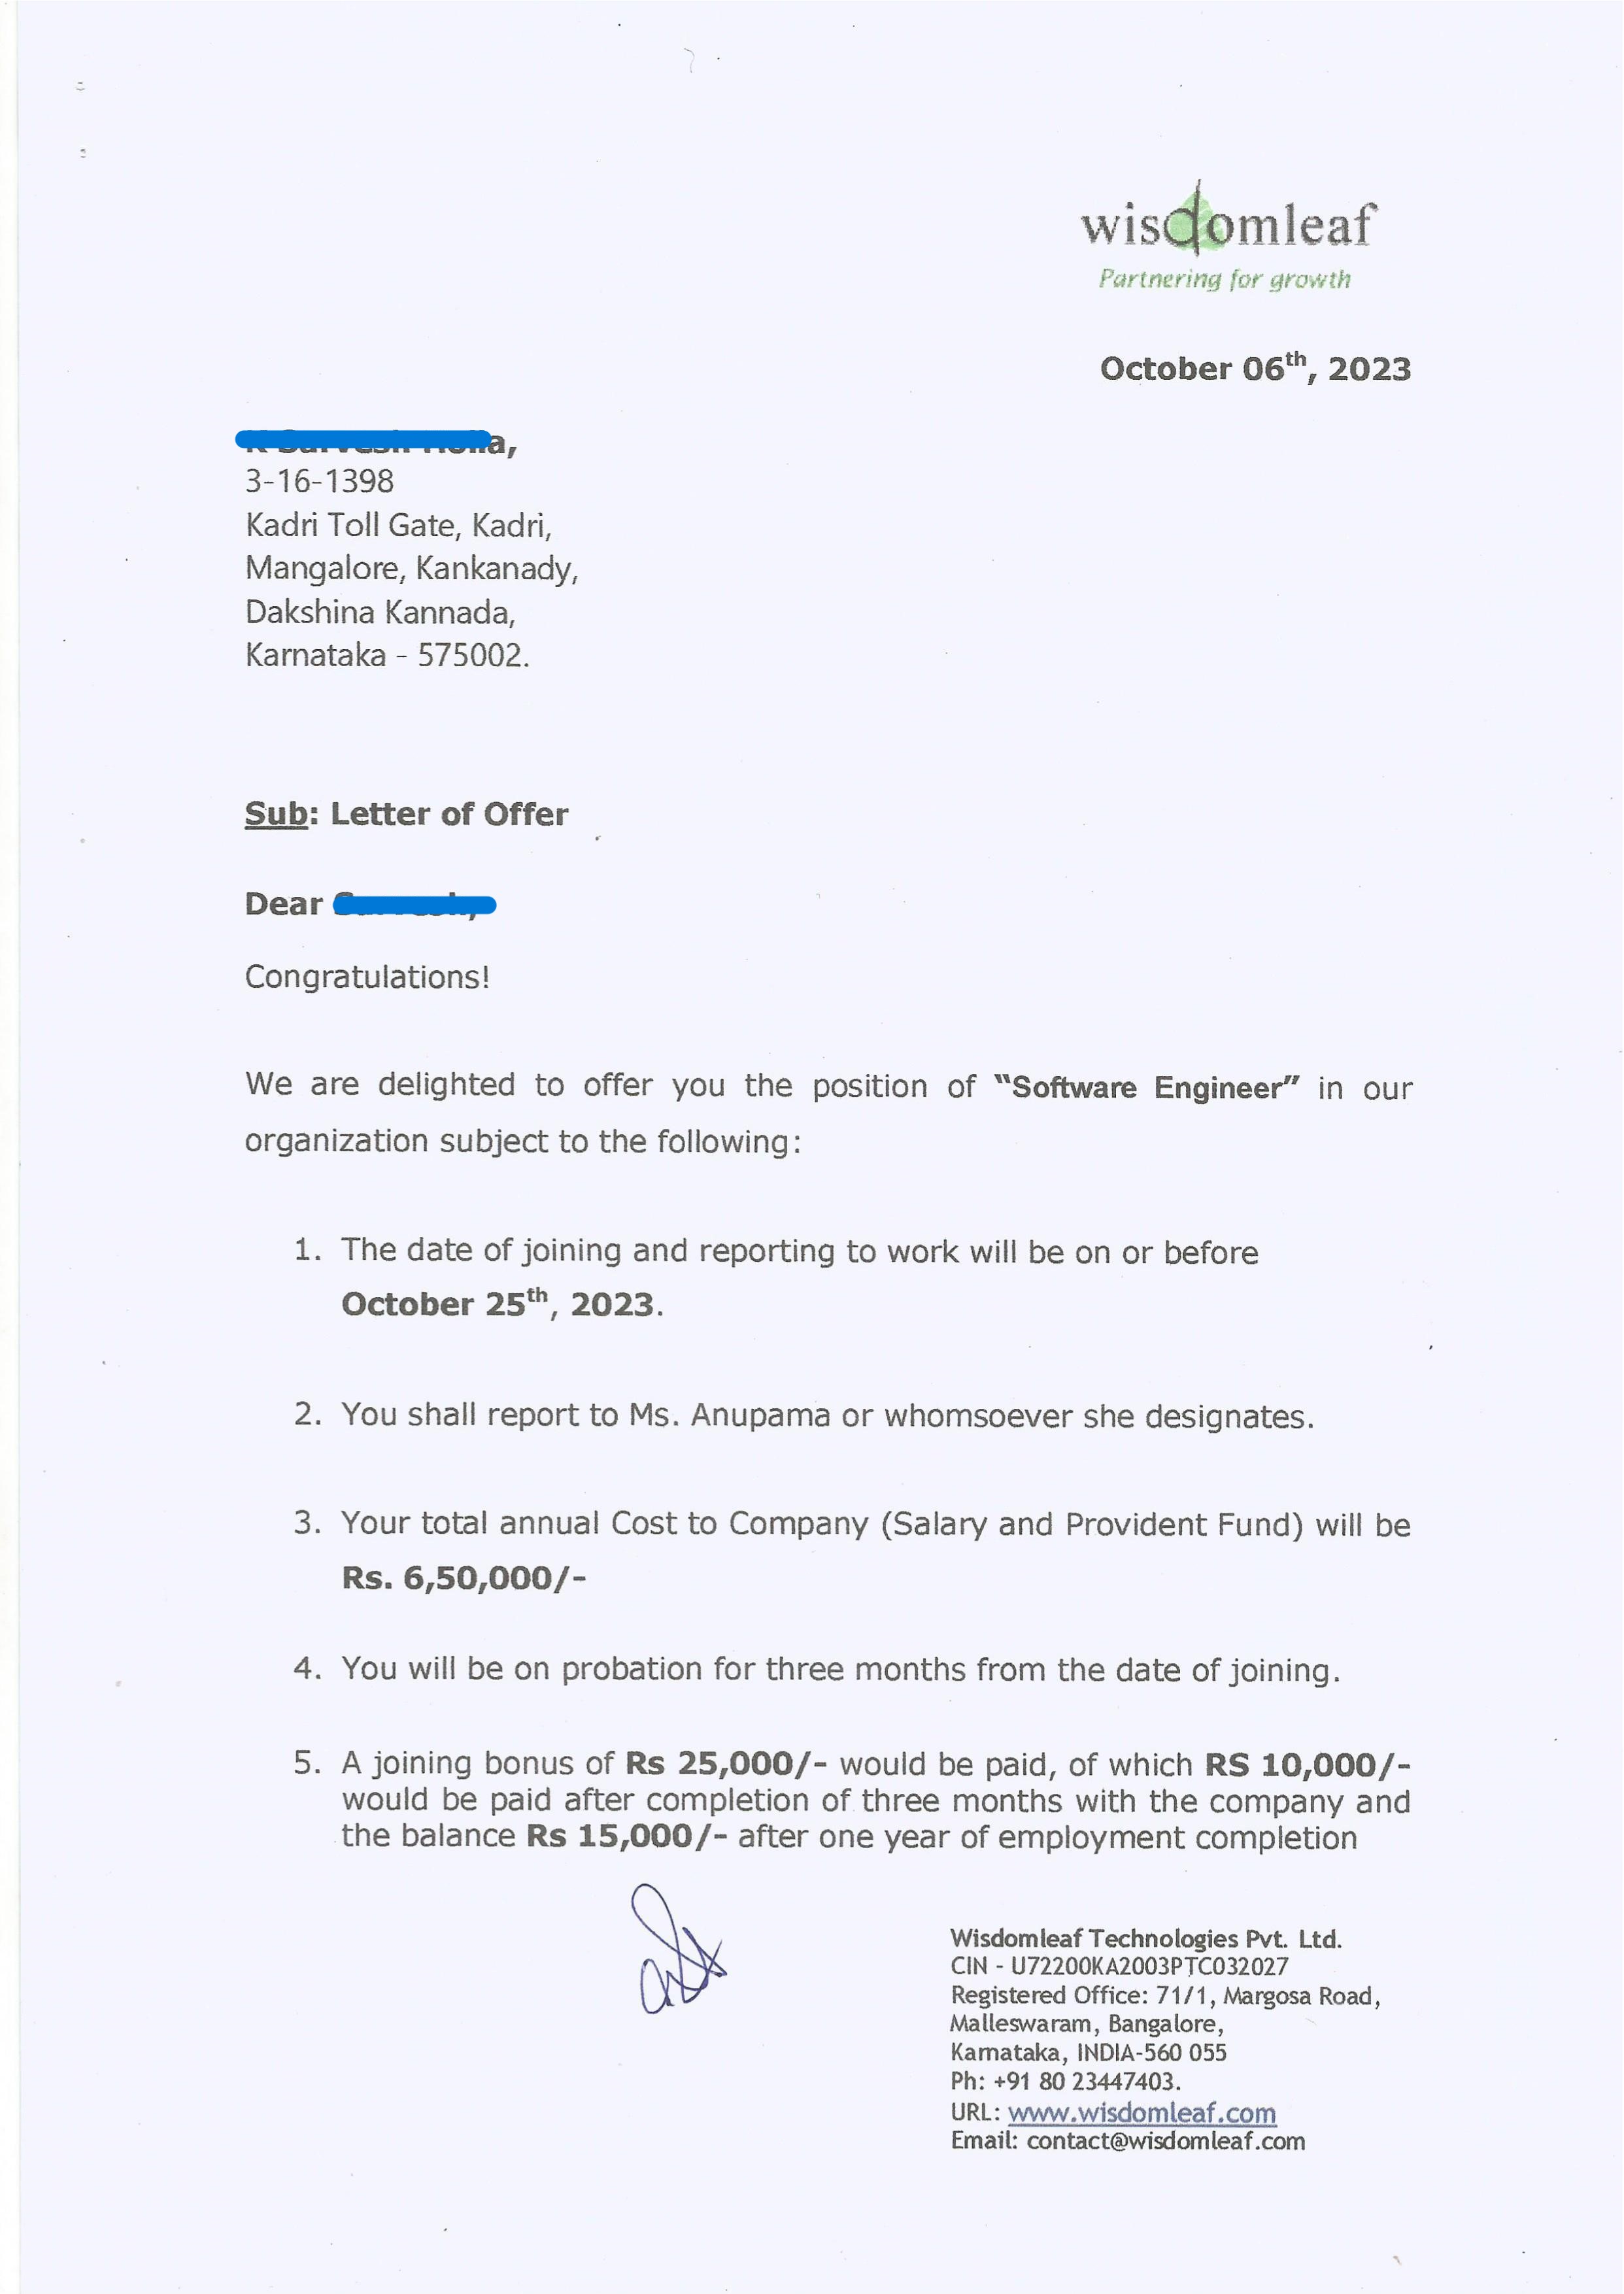 wisdomleaf
Partnering for growth
October 06th, 2023
3-16-1398
Kadri Toll Gate, Kadri,
Mangalore, Kankanady,
Dakshina Kannada,
Karnataka - 575002.
Sub: Letter of Offer
Dear
Congratulations!
We are delighted to offer you the position of “Software Engineer” in our
organization subject to the following:
1. The date of joining and reporting to work will be on or before
October 25th, 2023.
2. You shall report to Ms. Anupama or whomsoever she designates.
3. Your total annual Cost to Company (Salary and Provident Fund) will be
Rs. 6,50,000/-
4. You will be on probation for three months from the date of joining.
5. A joining bonus of Rs 25,000/- would be paid, of which RS 10,000/-
would be paid after completion of three months with the company and
the balance Rs 15,000/- after one year of employment completion
Wisdomleaf Technologies Pvt. Ltd.
CIN - U72200KA2003PTC032027
Registered Office: 71/1, Margosa Road,
Malleswaram, Bangalore,
Karnataka, INDIA-560 055
Ph: +91 80 23447403.
URL: www.wisdomleaf.com
Email: contact@wisdomleaf.com